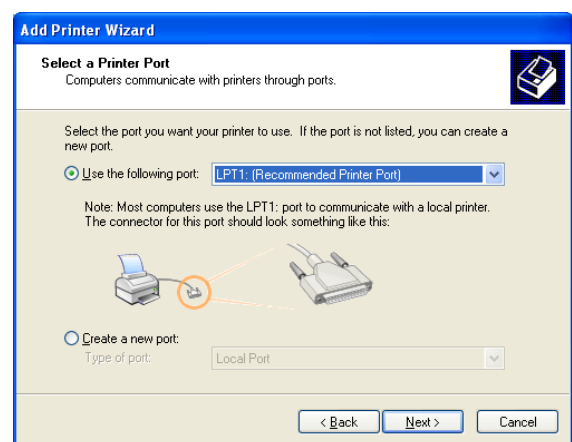 Add Printer Wizard
Select a Printer Port
Computers communicate with printers through ports.
Select the port you want your printer to use. If the port is not listed, you can create a
new port.
Use the following port: LPT1: (Recommended Printer Port)
Note: Most computers use the LPT1: port to communicate with a local printer.
The connector for this port should look something like this:
Create a new port:
Type of port: Local Port
< Back Next > Cancel